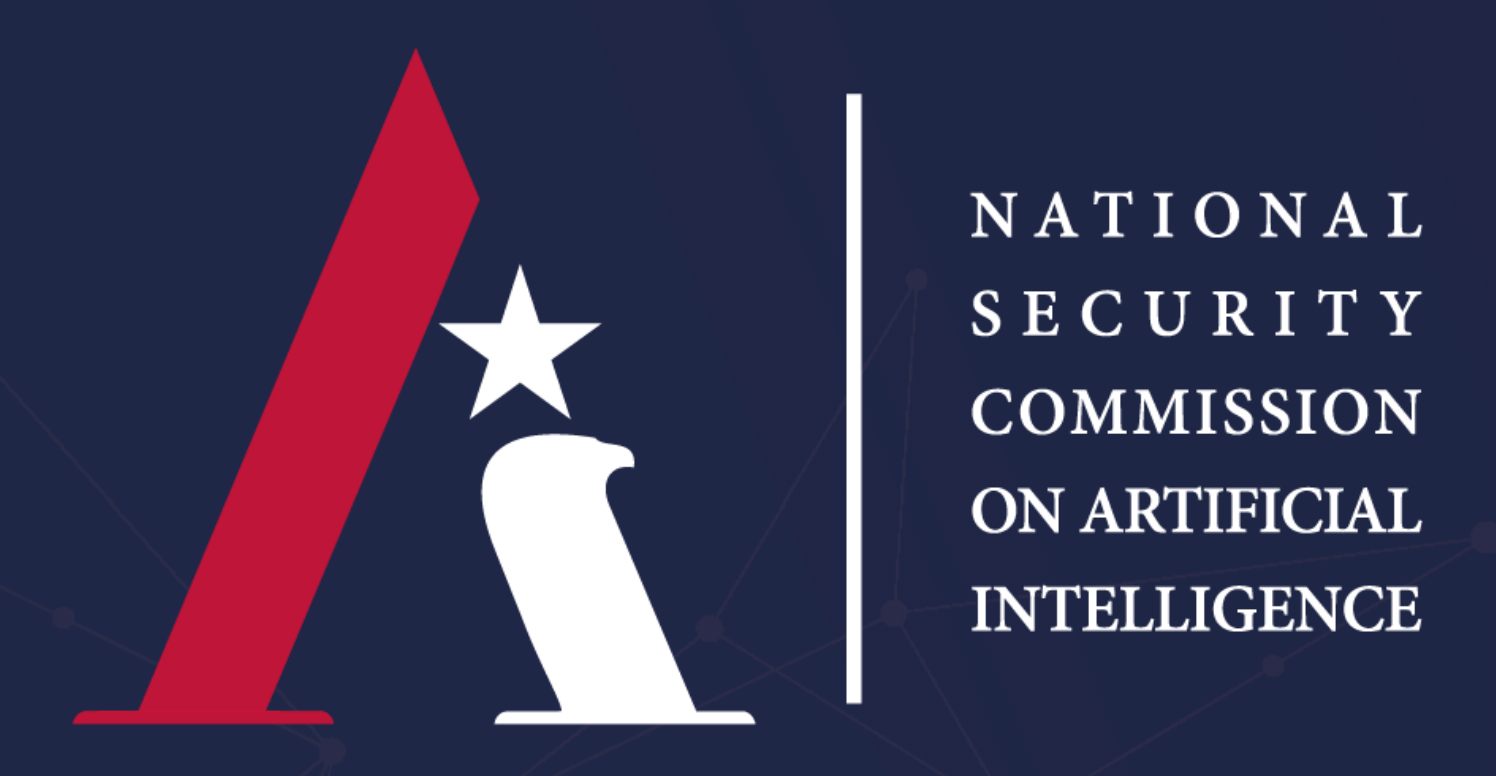 NATIONAL
SECURITY
COMMISSION
ON ARTIFICIAL
INTELLIGENCE